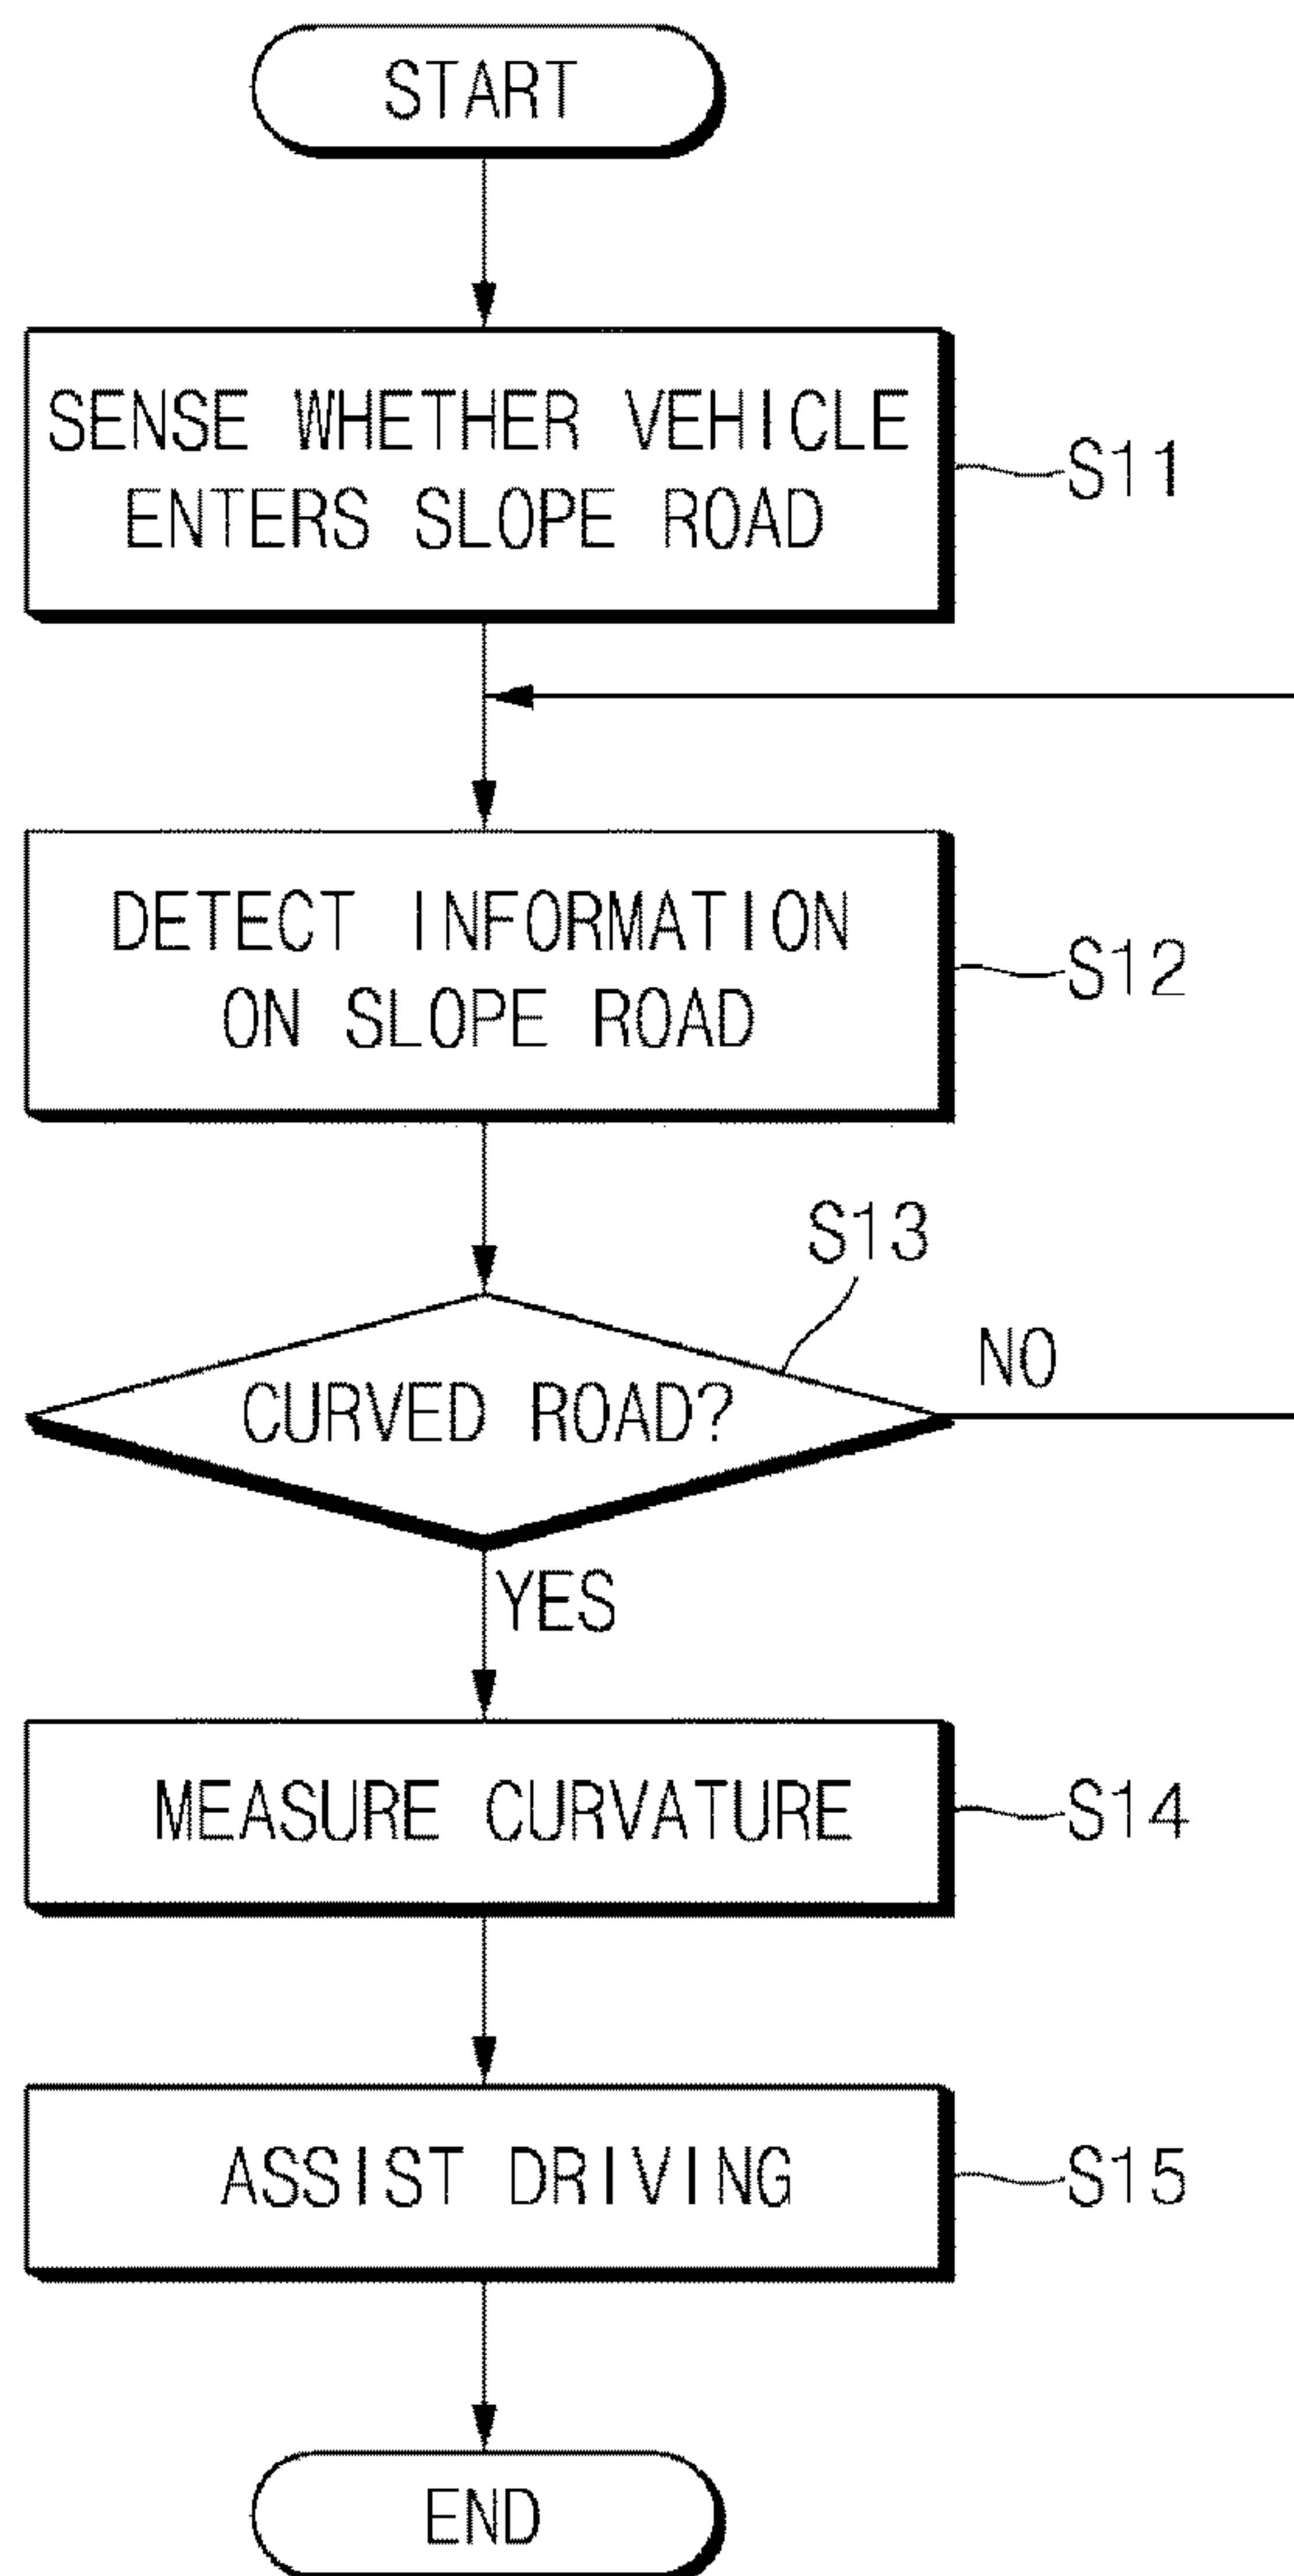 START
SENSE WHETHER VEHICLE
ENTERS SLOPE ROAD
S11
DETECT INFORMATION
ON SLOPE ROAD
S12
S13
CURVED ROAD?
NO
YES
MEASURE CURVATURE
S14
ASSIST DRIVING
S15
END